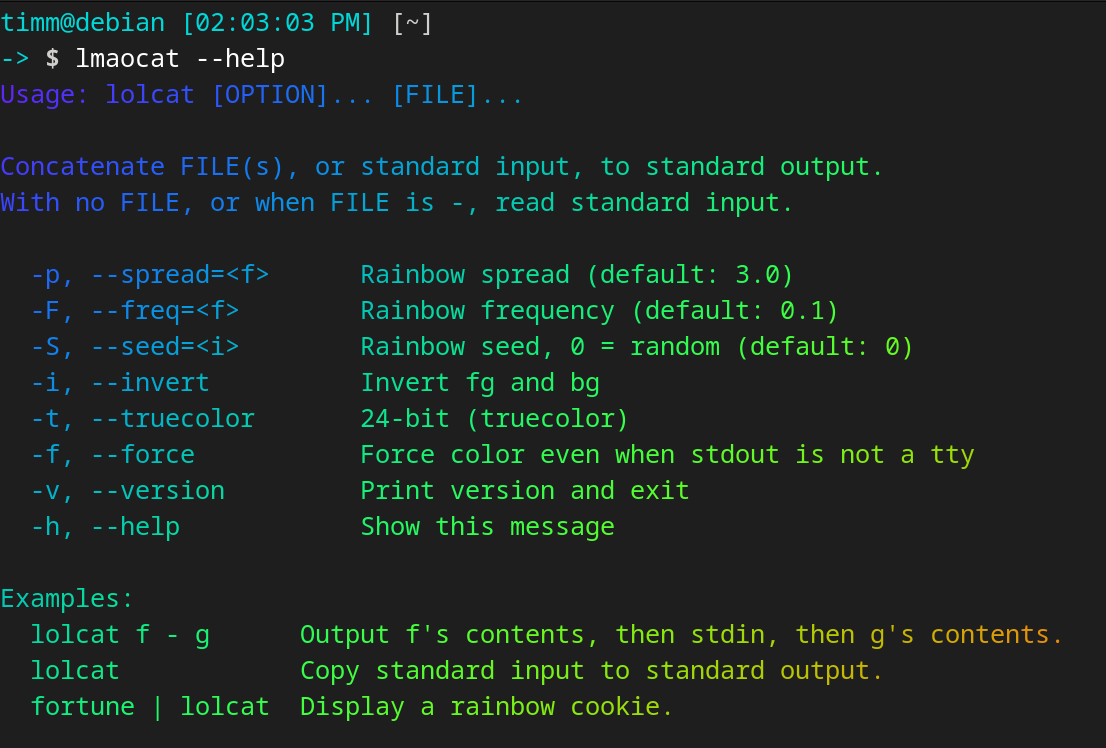 timm@debian [02:03:03 PM] [~]
-> $ lmaocat --help
Usage: lolcat [OPTION]... [FILE]...

Concatenate FILE(s), or standard input, to standard output.
With no FILE, or when FILE is -, read standard input.

  -p, --spread=<f>      Rainbow spread (default: 3.0)
  -F, --freq=<f>        Rainbow frequency (default: 0.1)
  -S, --seed=<i>        Rainbow seed, 0 = random (default: 0)
  -i, --invert          Invert fg and bg
  -t, --truecolor       24-bit (truecolor)
  -f, --force           Force color even when stdout is not a tty
  -v, --version         Print version and exit
  -h, --help            Show this message

Examples:
  lolcat f - g      Output f's contents, then stdin, then g's contents.
  lolcat            Copy standard input to standard output.
  fortune | lolcat  Display a rainbow cookie.